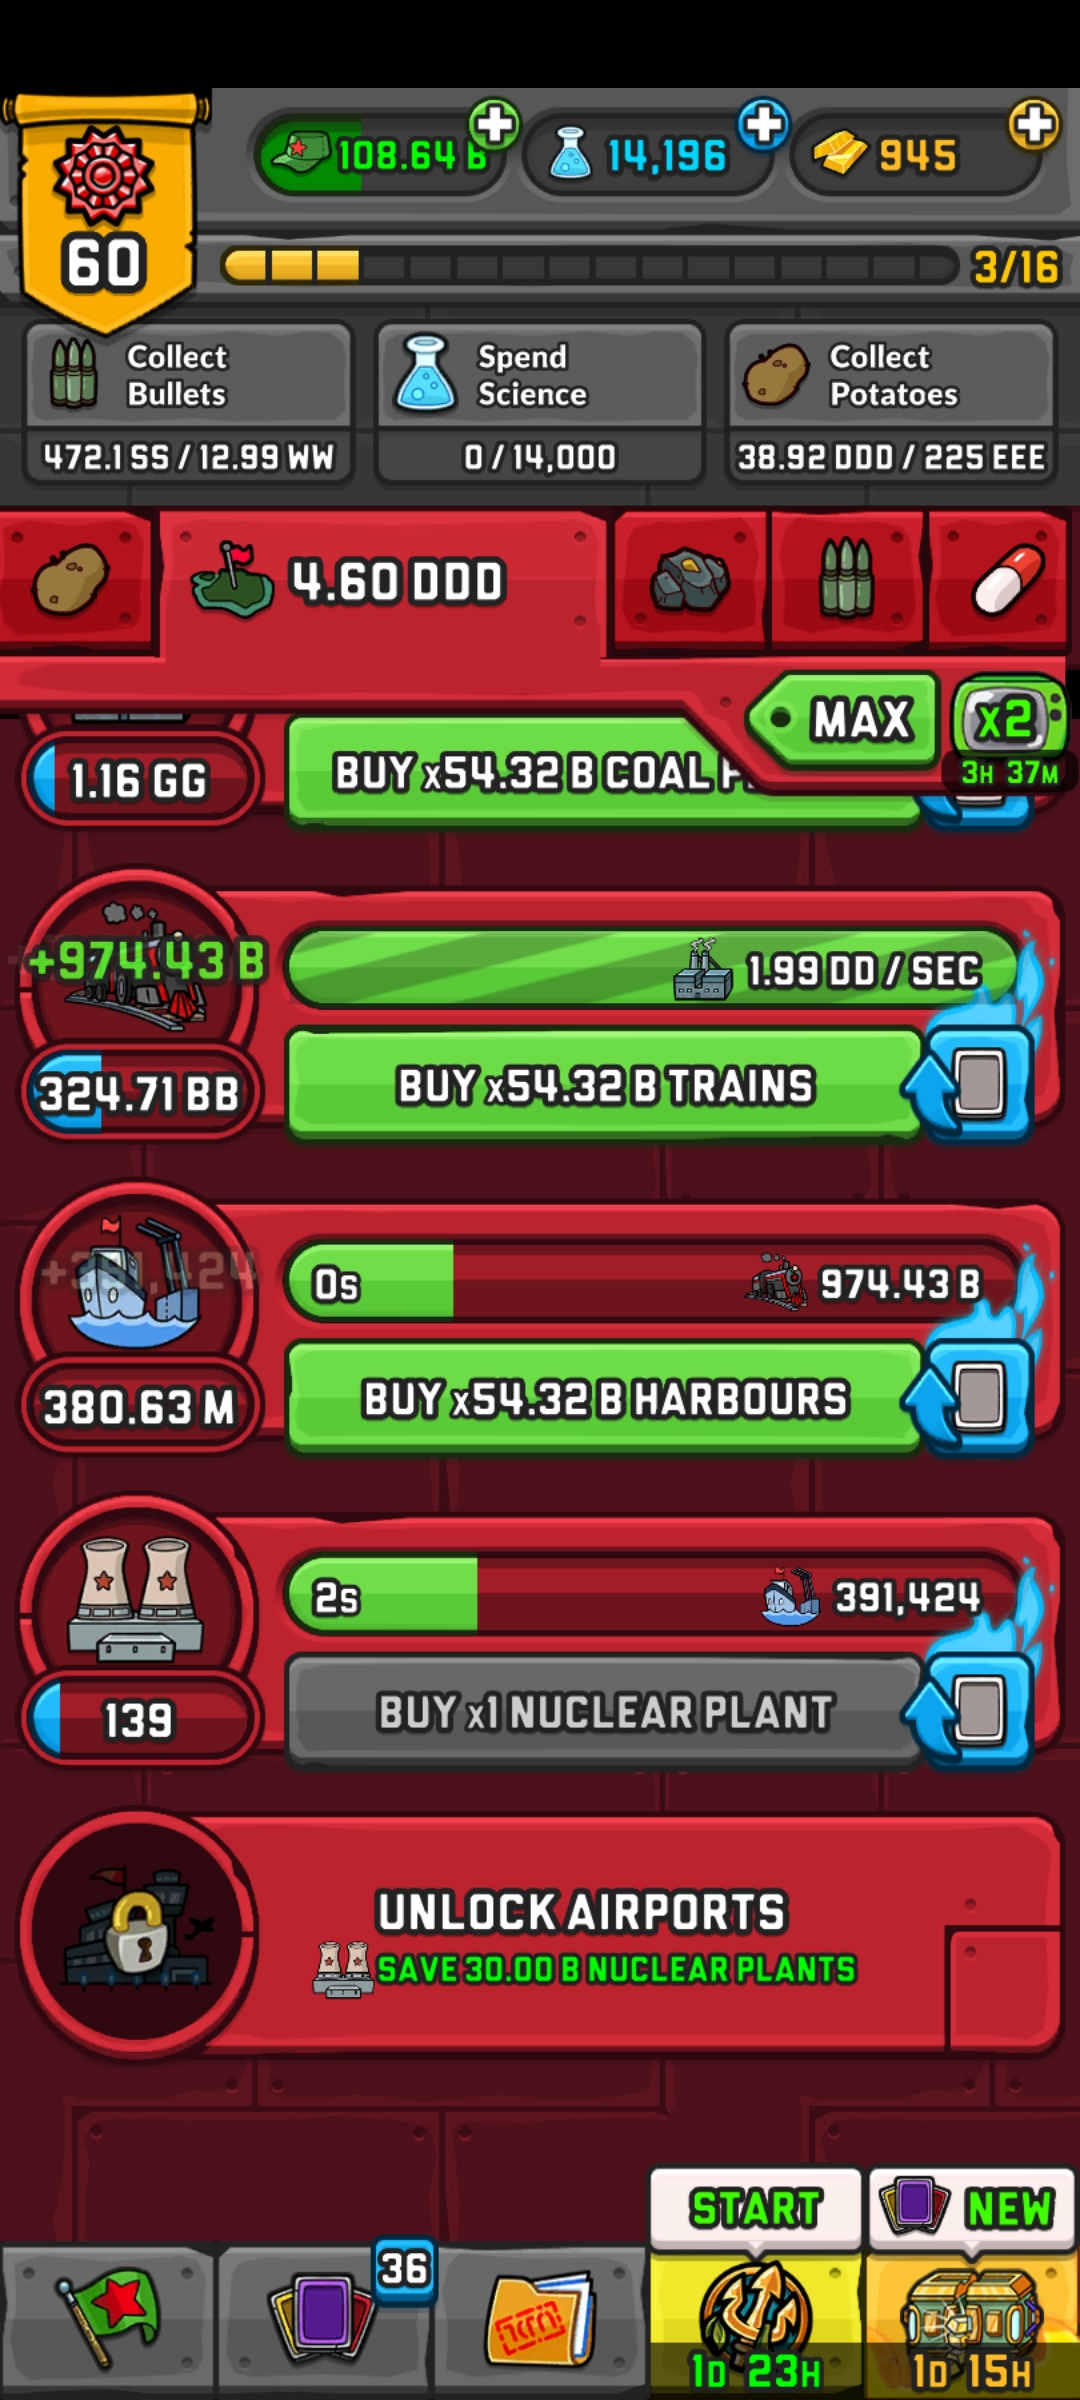 108.64 B
14,196
945
60
3/16
Collect
Bullets
472.1 SS / 12.99 WW
Spend
Science
0 / 14,000
Collect
Potatoes
38.92 DDD / 225 EEE
4.60 DDD
MAX
x2
3H 37M
1.16 GG
BUY x54.32 B COAL
+974.43 B
1.99 DD / SEC
324.71 BB
BUY x54.32 B TRAINS
0s
974.43 B
380.63 M
BUY x54.32 B HARBOURS
2s
391,424
139
BUY x1 NUCLEAR PLANT
UNLOCK AIRPORTS
SAVE 30.00 B NUCLEAR PLANTS
START
NEW
36
1D 23H
1D 15H